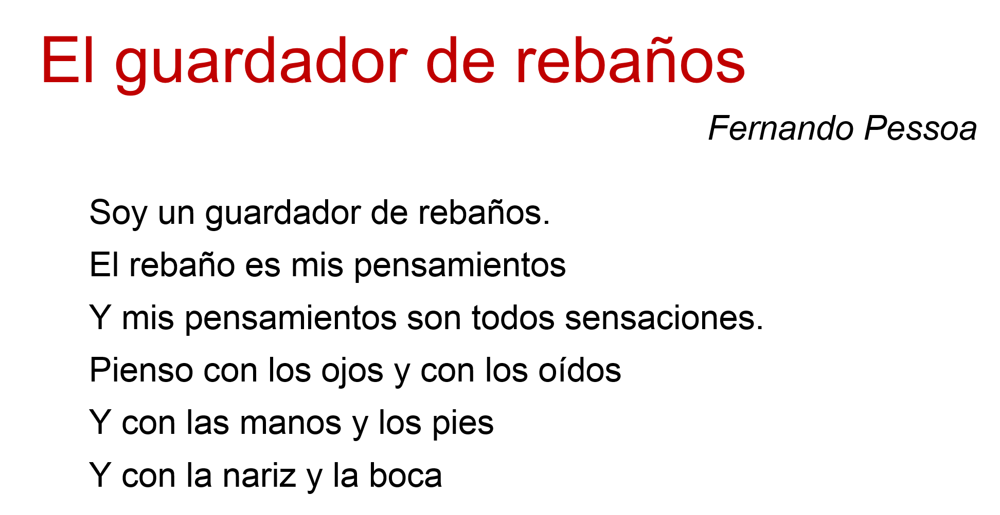 El guardador de rebaños
Fernando Pessoa
Soy un guardador de rebaños.
El rebaño es mis pensamientos
Y mis pensamientos son todos sensaciones.
Pienso con los ojos y con los oídos
Y con las manos y los pies
Y con la nariz y la boca